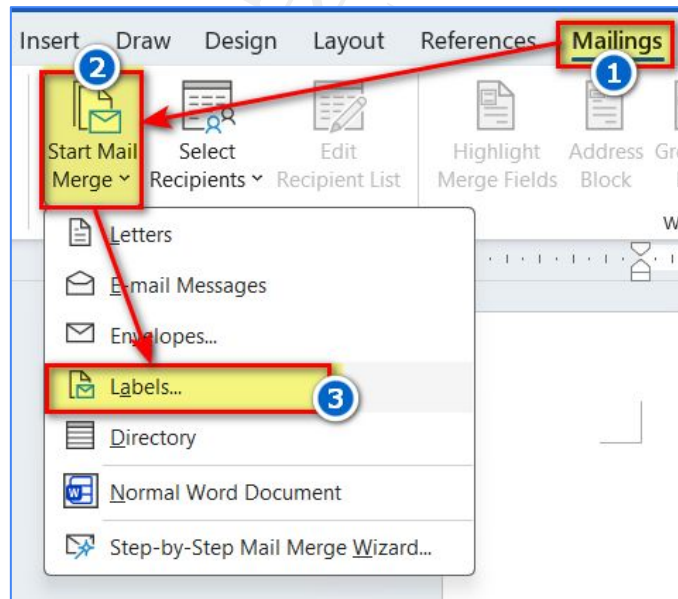 Insert Draw Design Layout References Mailings
2
1
Start Mail Merge
Select Recipients
Edit Recipient List
Highlight Merge Fields
Address Block
Letters
E-mail Messages
Envelopes...
Labels...
3
Directory
Normal Word Document
Step-by-Step Mail Merge Wizard...